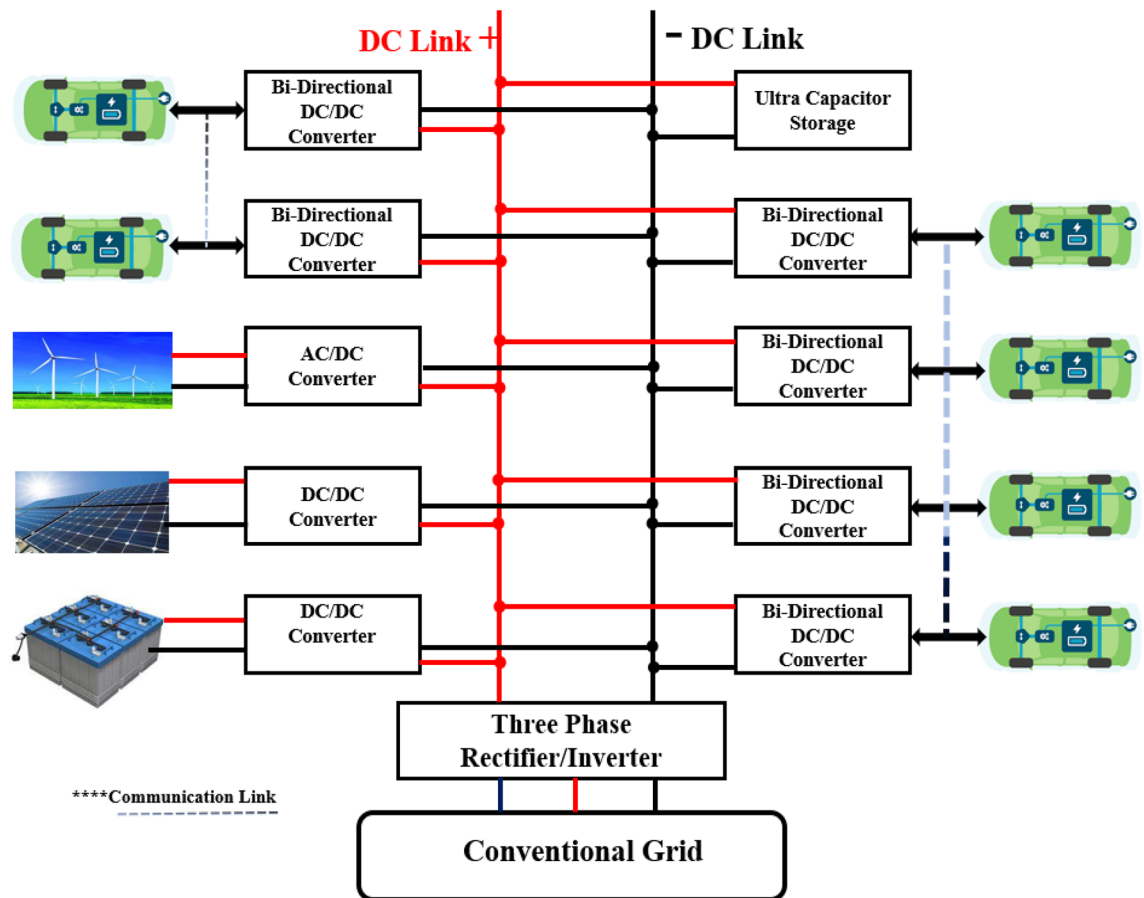 DC Link +
- DC Link
Bi-Directional
DC/DC
Converter
Ultra Capacitor
Storage
Bi-Directional
DC/DC
Converter
Bi-Directional
DC/DC
Converter
AC/DC
Converter
Bi-Directional
DC/DC
Converter
DC/DC
Converter
Bi-Directional
DC/DC
Converter
DC/DC
Converter
Bi-Directional
DC/DC
Converter
Three Phase
Rectifier/Inverter
****Communication Link
Conventional Grid